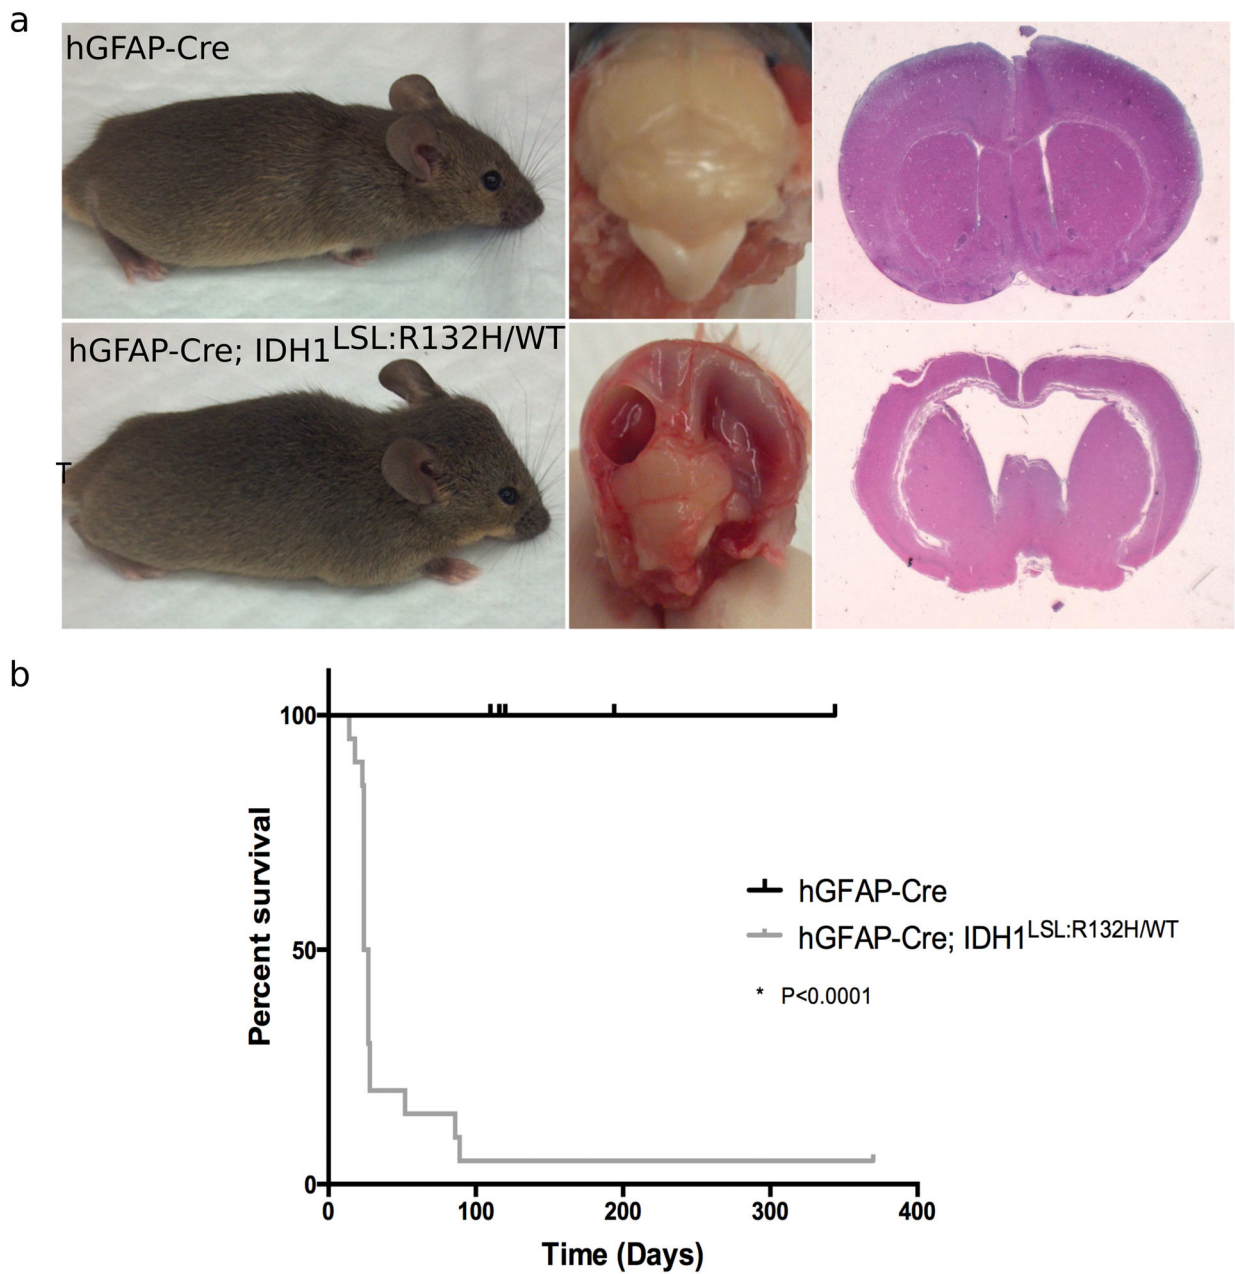 a
hGFAP-Cre
hGFAP-Cre; IDH1LSL:R132H/WT
T
b
100
50
0
Percent survival
hGFAP-Cre
hGFAP-Cre; IDH1LSL:R132H/WT
* P<0.0001
0 100 200 300 400
Time (Days)